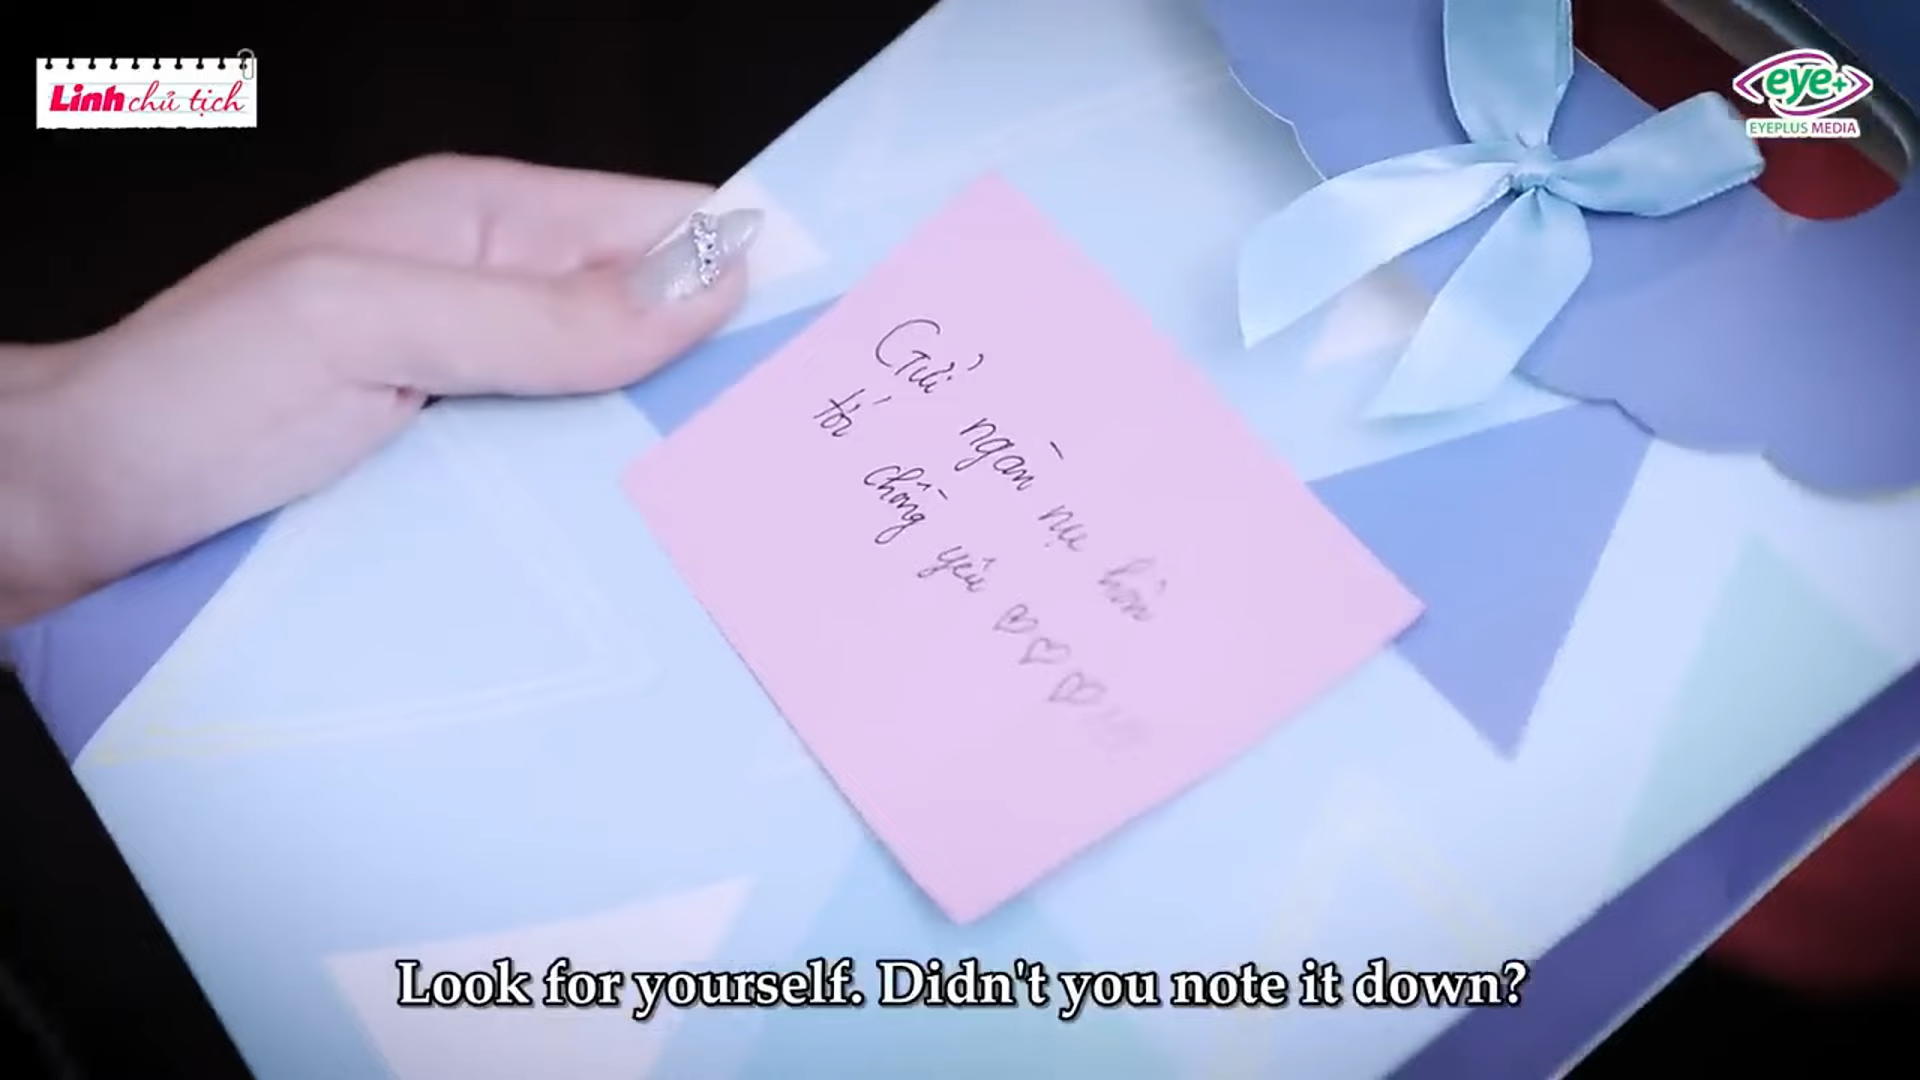 Linh chủ tịch
eye+
EYEPLUS MEDIA
Gửi ngàn nụ hôn
tới chồng yêu
Look for yourself. Didn't you note it down?